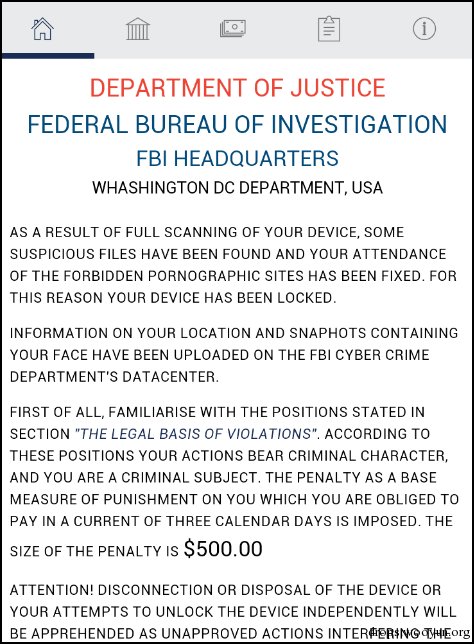 DEPARTMENT OF JUSTICE
FEDERAL BUREAU OF INVESTIGATION
FBI HEADQUARTERS
WHASHINGTON DC DEPARTMENT, USA
AS A RESULT OF FULL SCANNING OF YOUR DEVICE, SOME
SUSPICIOUS FILES HAVE BEEN FOUND AND YOUR ATTENDANCE
OF THE FORBIDDEN PORNOGRAPHIC SITES HAS BEEN FIXED. FOR
THIS REASON YOUR DEVICE HAS BEEN LOCKED.
INFORMATION ON YOUR LOCATION AND SNAPHOTS CONTAINING
YOUR FACE HAVE BEEN UPLOADED ON THE FBI CYBER CRIME
DEPARTMENT'S DATACENTER.
FIRST OF ALL, FAMILIARISE WITH THE POSITIONS STATED IN
SECTION "THE LEGAL BASIS OF VIOLATIONS". ACCORDING TO
THESE POSITIONS YOUR ACTIONS BEAR CRIMINAL CHARACTER,
AND YOU ARE A CRIMINAL SUBJECT. THE PENALTY AS A BASE
MEASURE OF PUNISHMENT ON YOU WHICH YOU ARE OBLIGED TO
PAY IN A CURRENT OF THREE CALENDAR DAYS IS IMPOSED. THE
SIZE OF THE PENALTY IS $500.00
ATTENTION! DISCONNECTION OR DISPOSAL OF THE DEVICE OR
YOUR ATTEMPTS TO UNLOCK THE DEVICE INDEPENDENTLY WILL
BE APPREHENDED AS UNAPPROVED ACTIONS INTERFERING THE